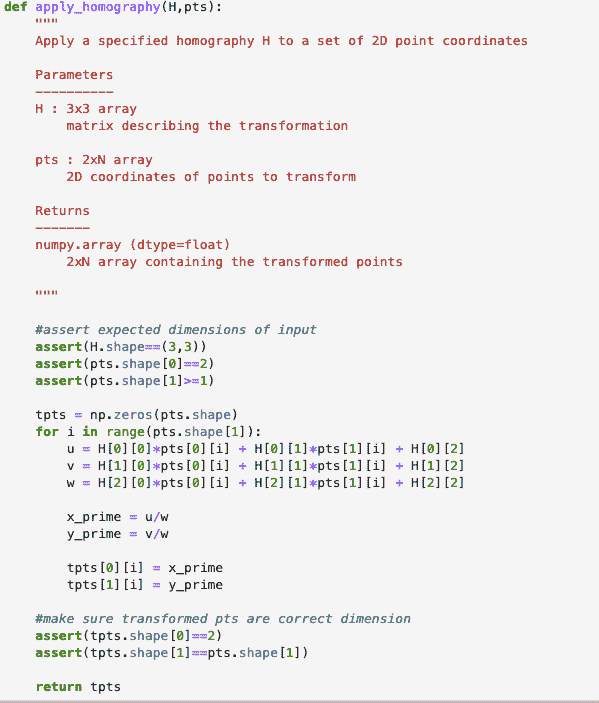 def apply_homography(H,pts):
    """
    Apply a specified homography H to a set of 2D point coordinates

    Parameters
    ----------
    H : 3x3 array
        matrix describing the transformation

    pts : 2xN array
        2D coordinates of points to transform

    Returns
    -------
    numpy.array (dtype=float)
        2xN array containing the transformed points

    """

    #assert expected dimensions of input
    assert(H.shape==(3,3))
    assert(pts.shape[0]==2)
    assert(pts.shape[1]>=1)

    tpts = np.zeros(pts.shape)
    for i in range(pts.shape[1]):
        u = H[0][0]*pts[0][i] + H[0][1]*pts[1][i] + H[0][2]
        v = H[1][0]*pts[0][i] + H[1][1]*pts[1][i] + H[1][2]
        w = H[2][0]*pts[0][i] + H[2][1]*pts[1][i] + H[2][2]

        x_prime = u/w
        y_prime = v/w

        tpts[0][i] = x_prime
        tpts[1][i] = y_prime

    #make sure transformed pts are correct dimension
    assert(tpts.shape[0]==2)
    assert(tpts.shape[1]==pts.shape[1])

    return tpts